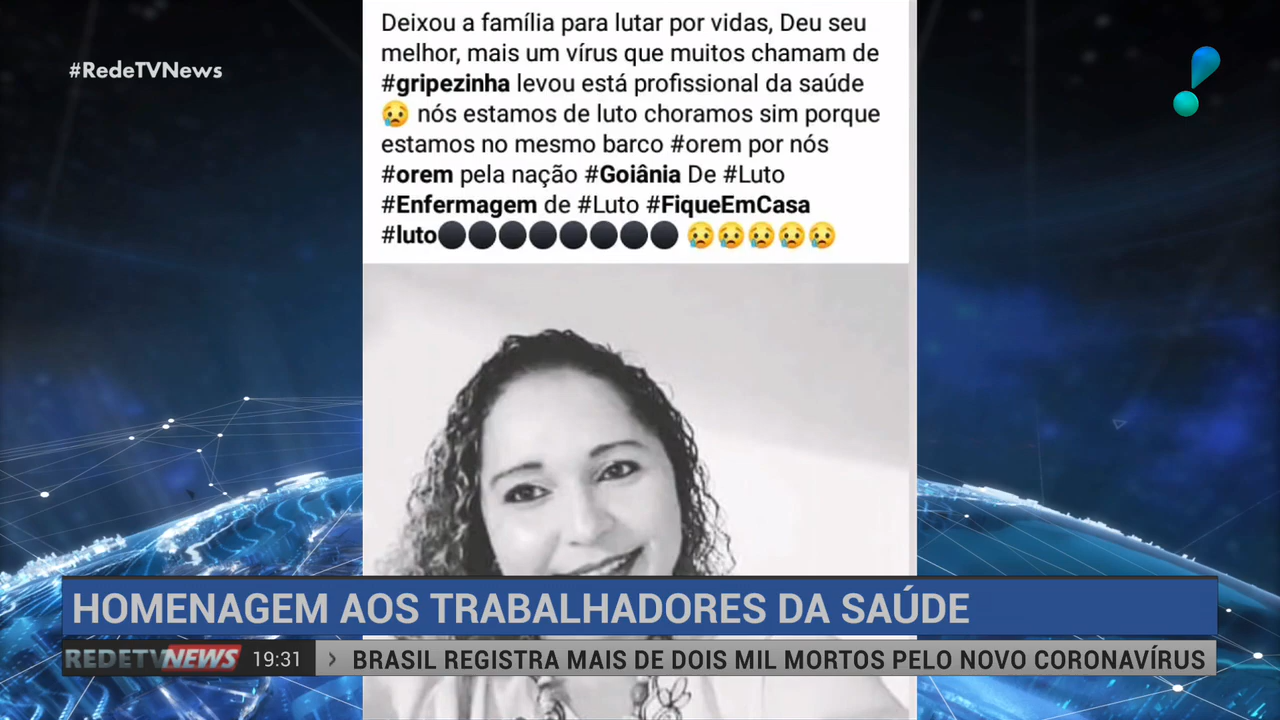 Deixou a família para lutar por vidas, Deu seu
melhor, mais um vírus que muitos chamam de
#gripezinha levou está profissional da saúde
😢 nós estamos de luto choramos sim porque
estamos no mesmo barco #orem por nós
#orem pela nação #Goiânia De #Luto
#Enfermagem de #Luto #FiqueEmCasa
#luto⚫⚫⚫⚫⚫⚫⚫⚫ 😢😢😢😢😢
#RedeTVNews
HOMENAGEM AOS TRABALHADORES DA SAÚDE
REDETVNEWS 19:31 › BRASIL REGISTRA MAIS DE DOIS MIL MORTOS PELO NOVO CORONAVÍRUS